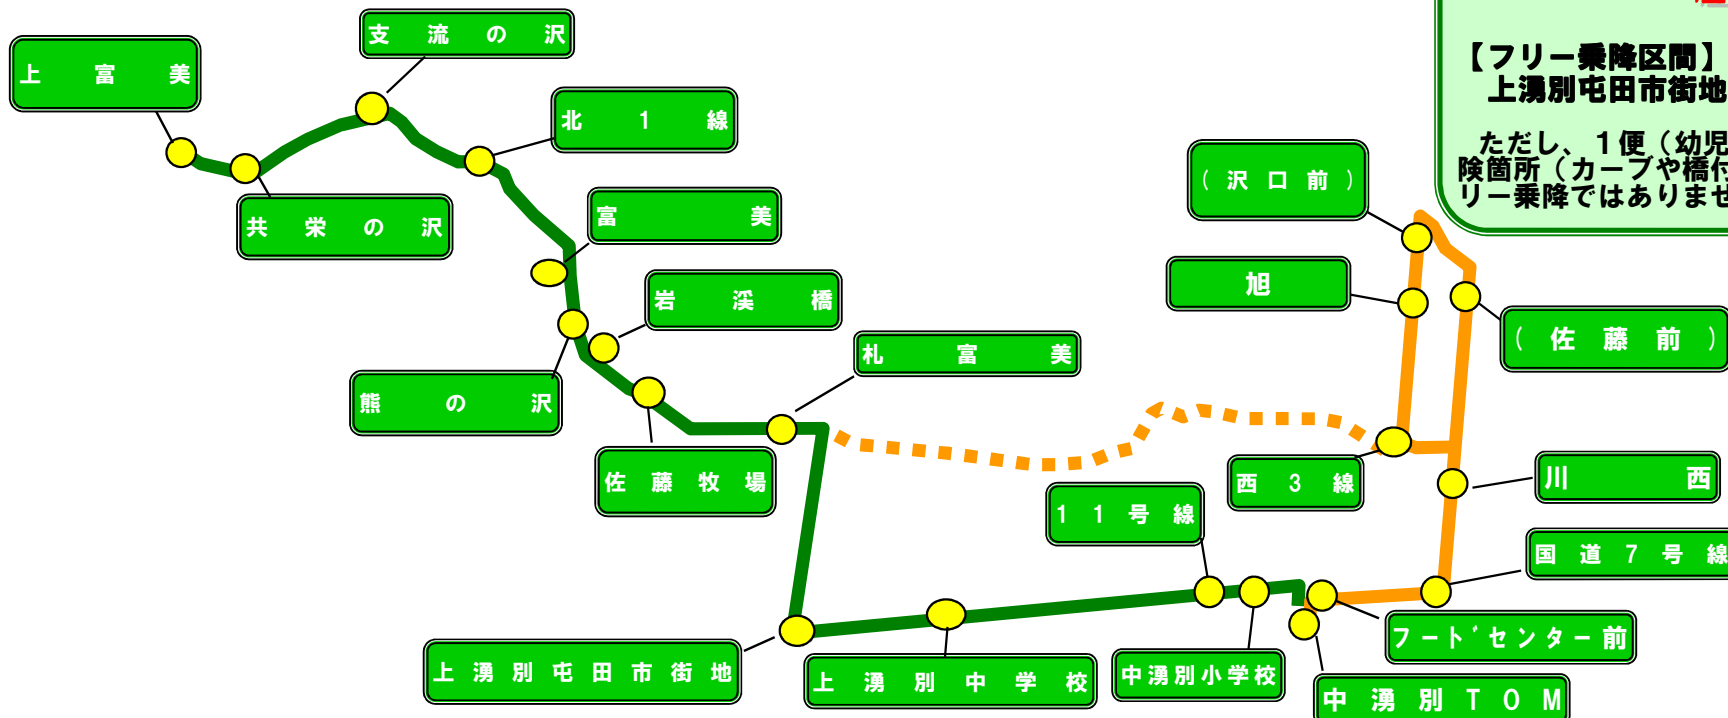 支流の沢
上富美
【フリー乗降区間】
上湧別屯田市街地
ただし、１便（幼児
険箇所（カーブや橋付
リー乗降ではありませ
北１線
（沢口前）
富美
共栄の沢
旭
岩渓橋
（佐藤前）
札富美
熊の沢
佐藤牧場
西３線
川西
１１号線
国道７号線
フードセンター前
上湧別屯田市街地
上湧別中学校
中湧別小学校
中湧別ＴＯＭ